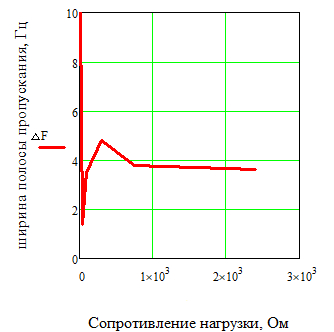 ширина полосы пропускания, Гц
ΔF
10
8
6
4
2
0
0 1×10³ 2×10³ 3×10³
Сопротивление нагрузки, Ом